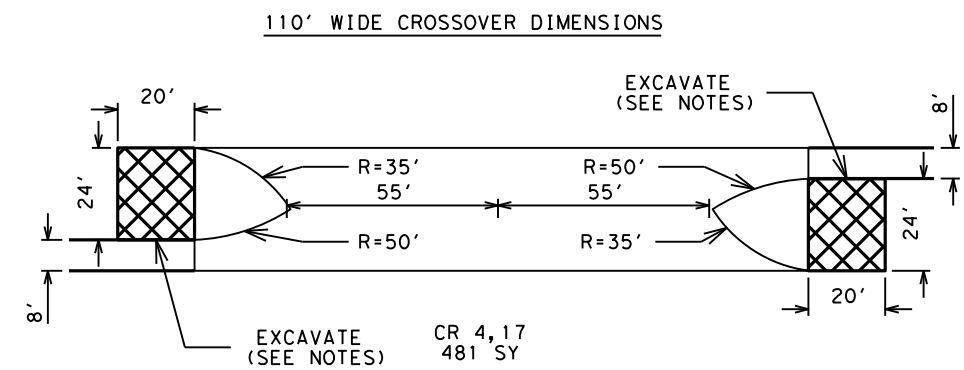 110' WIDE CROSSOVER DIMENSIONS
EXCAVATE
(SEE NOTES)
20'
8'
R=35'
R=50'
24'
55'
55'
24'
R=50'
R=35'
20'
8'
EXCAVATE
(SEE NOTES)
CR 4,17
481 SY